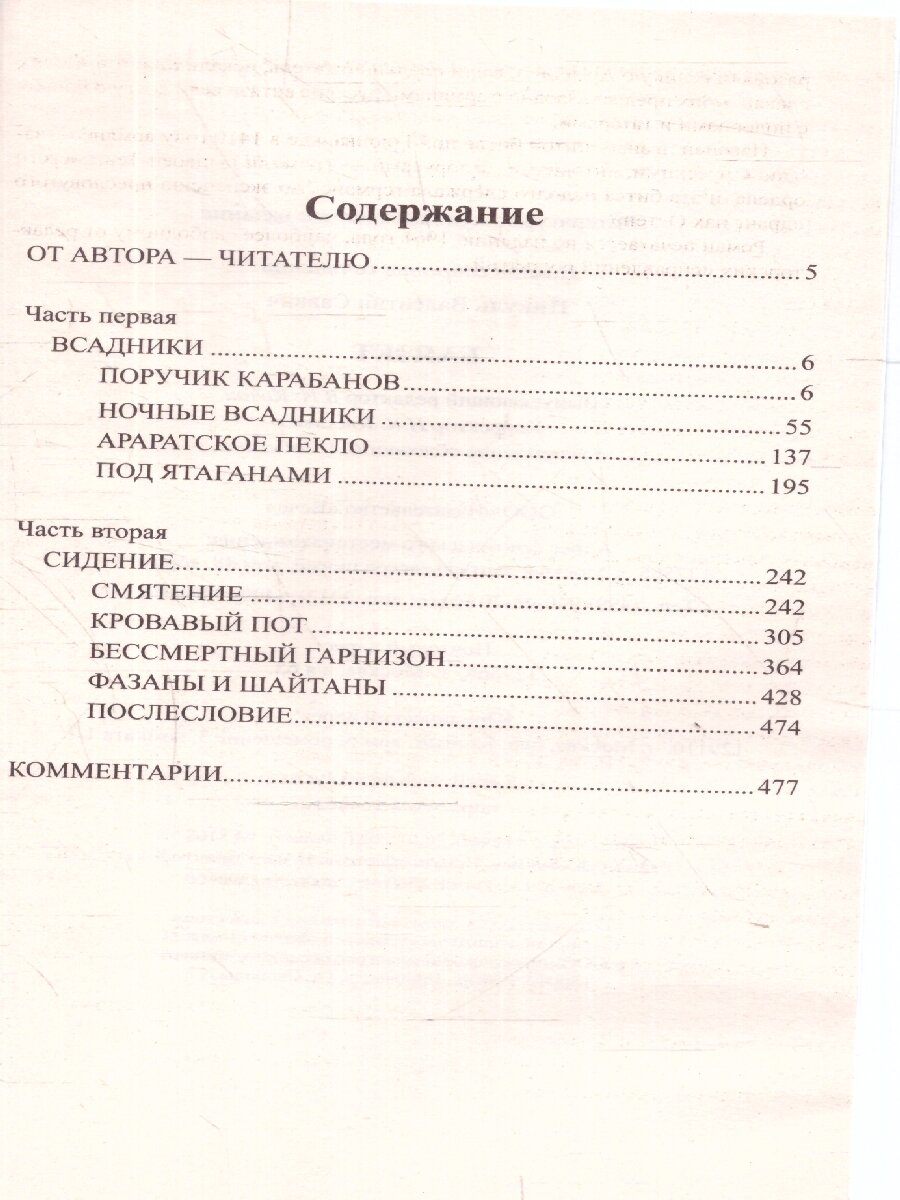 Содержание
ОТ АВТОРА — ЧИТАТЕЛЮ 5
Часть первая
ВСАДНИКИ 6
ПОРУЧИК КАРАБАНОВ 6
НОЧНЫЕ ВСАДНИКИ 55
АРАРАТСКОЕ ПЕКЛО 137
ПОД ЯТАГАНАМИ 195
Часть вторая
СИДЕНИЕ 242
СМЯТЕНИЕ 242
КРОВАВЫЙ ПОТ 305
БЕССМЕРТНЫЙ ГАРНИЗОН 364
ФАЗАНЫ И ШАЙТАНЫ 428
ПОСЛЕСЛОВИЕ 474
КОММЕНТАРИИ 477